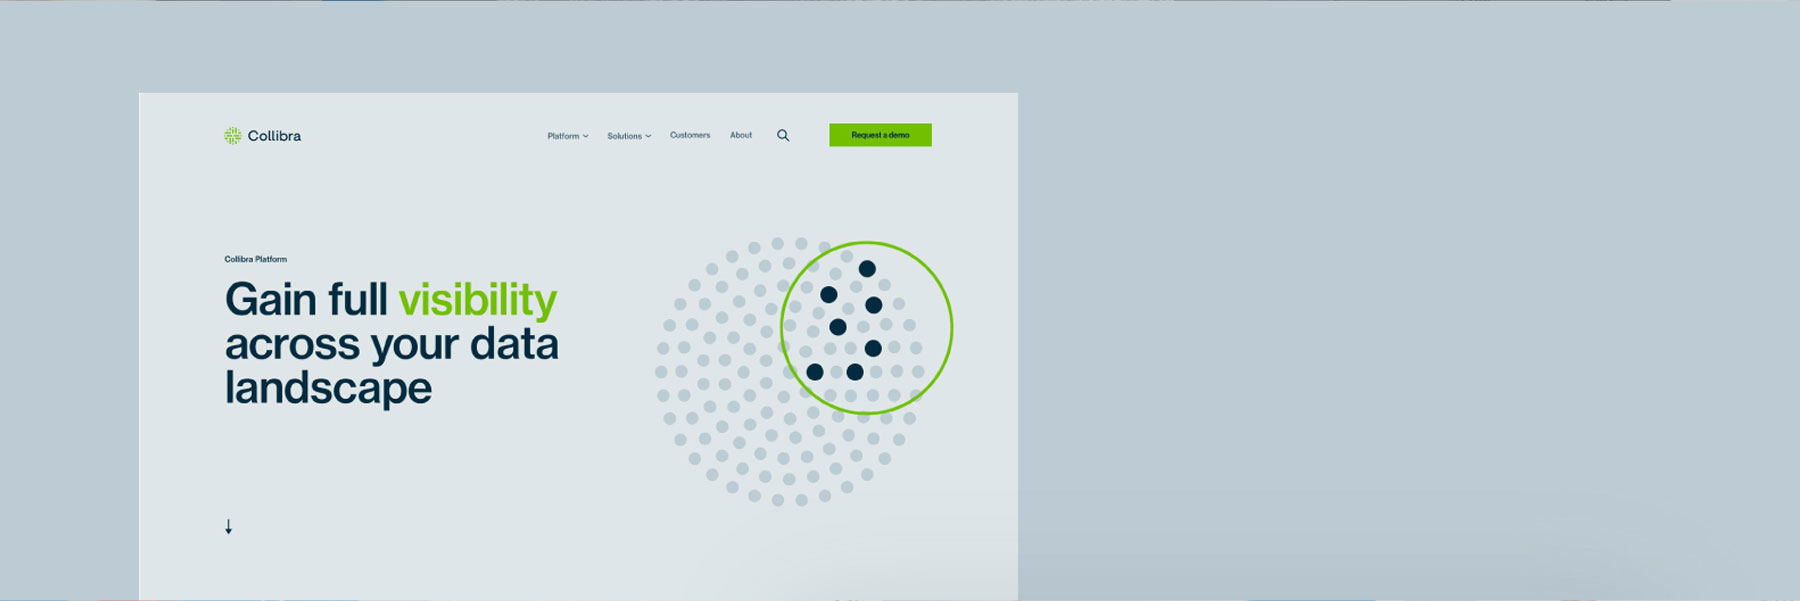 Collibra
Platform
Solutions
Customers
About
Request a demo
Collibra Platform
Gain full visibility
across your data
landscape